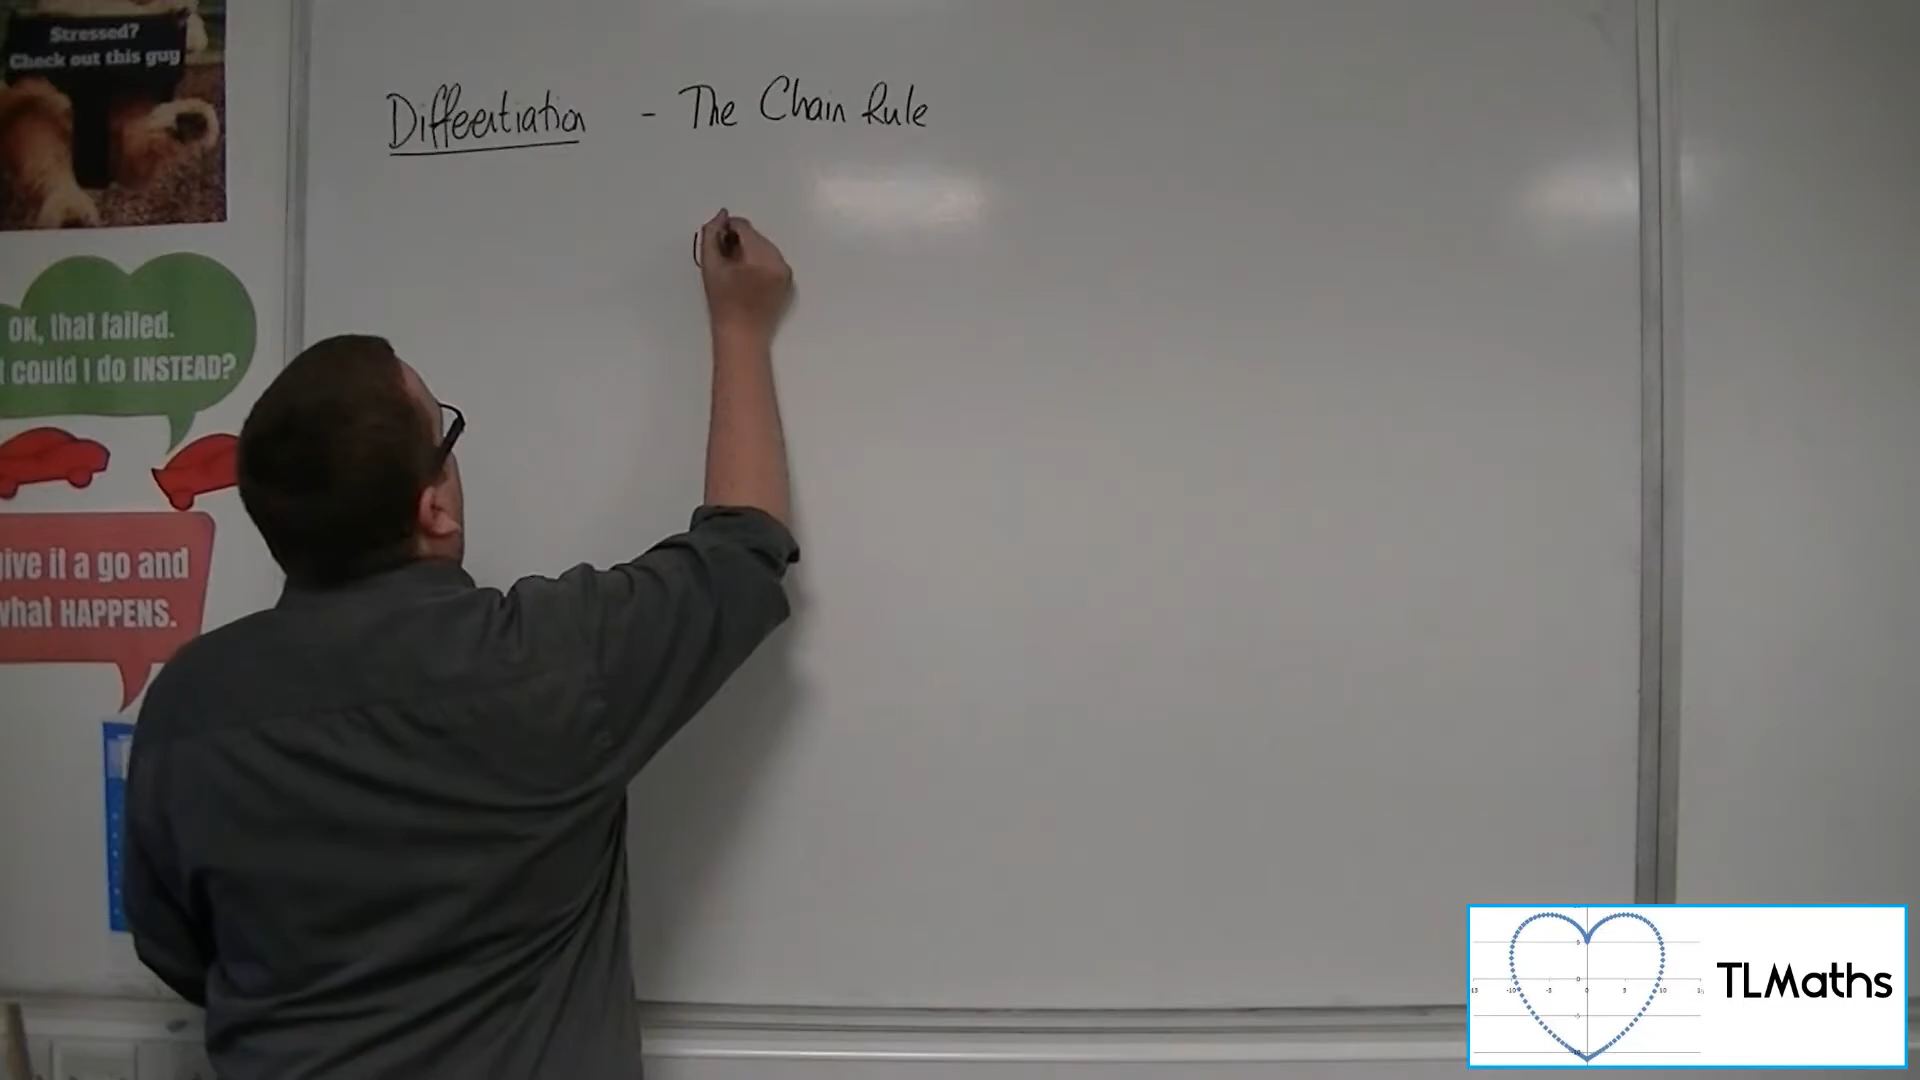 Stressed?
Check out this guy
Diffeentiation - The Chain Rule
OK, that failed.
could I do INSTEAD?
give it a go and
what HAPPENS.
TLMaths